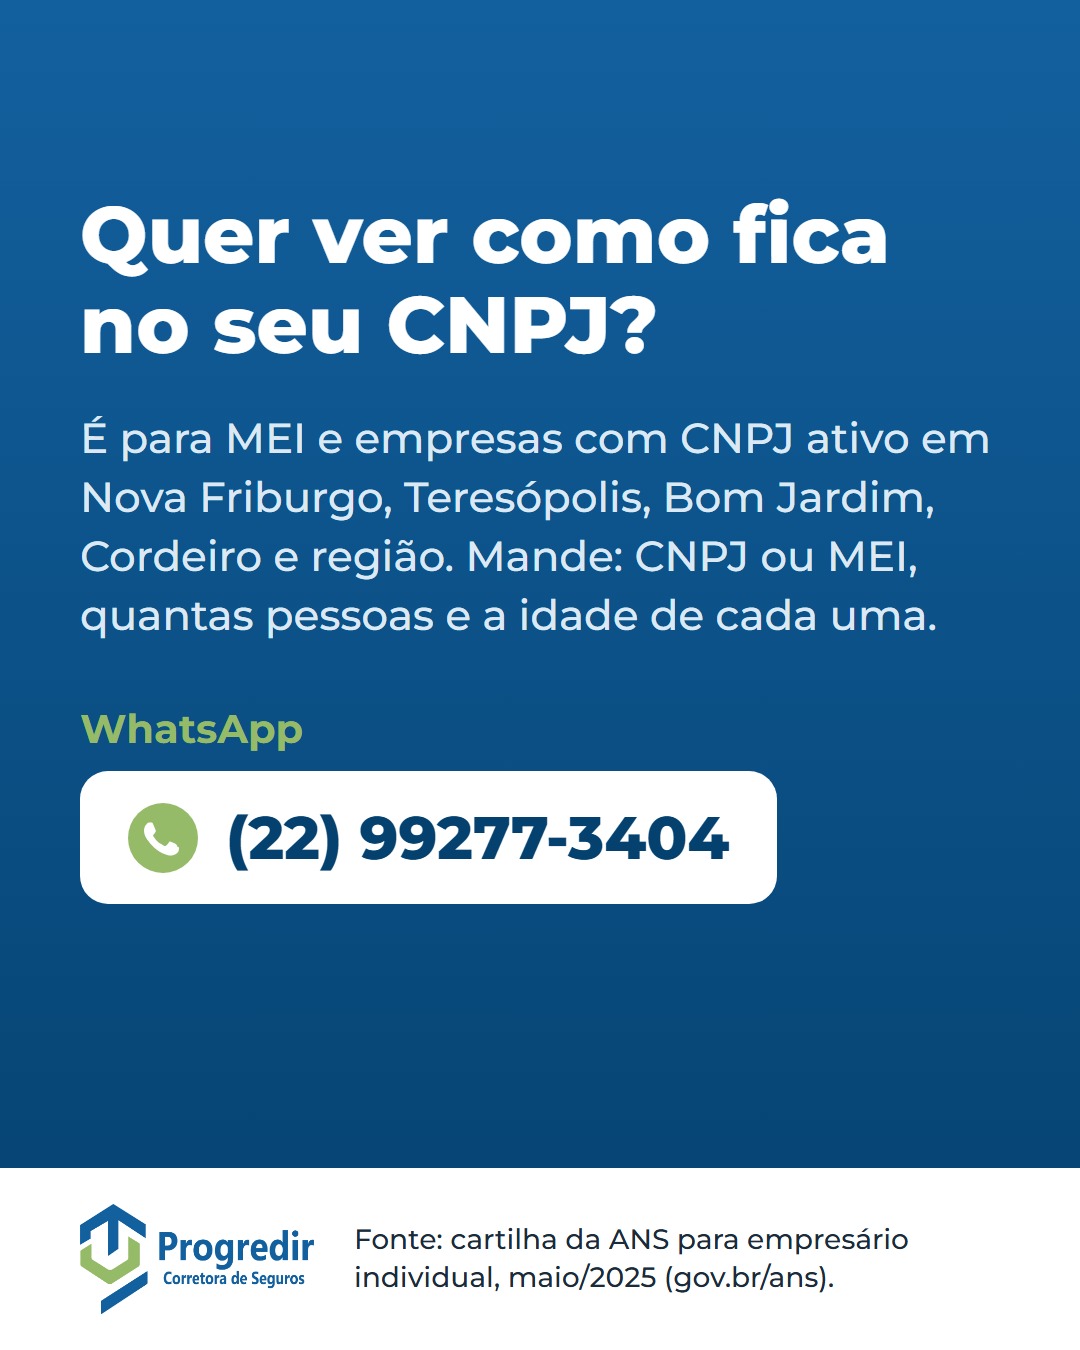 Quer ver como fica
no seu CNPJ?
É para MEI e empresas com CNPJ ativo em
Nova Friburgo, Teresópolis, Bom Jardim,
Cordeiro e região. Mande: CNPJ ou MEI,
quantas pessoas e a idade de cada uma.
WhatsApp
(22) 99277-3404
Progredir
Corretora de Seguros
Fonte: cartilha da ANS para empresário
individual, maio/2025 (gov.br/ans).